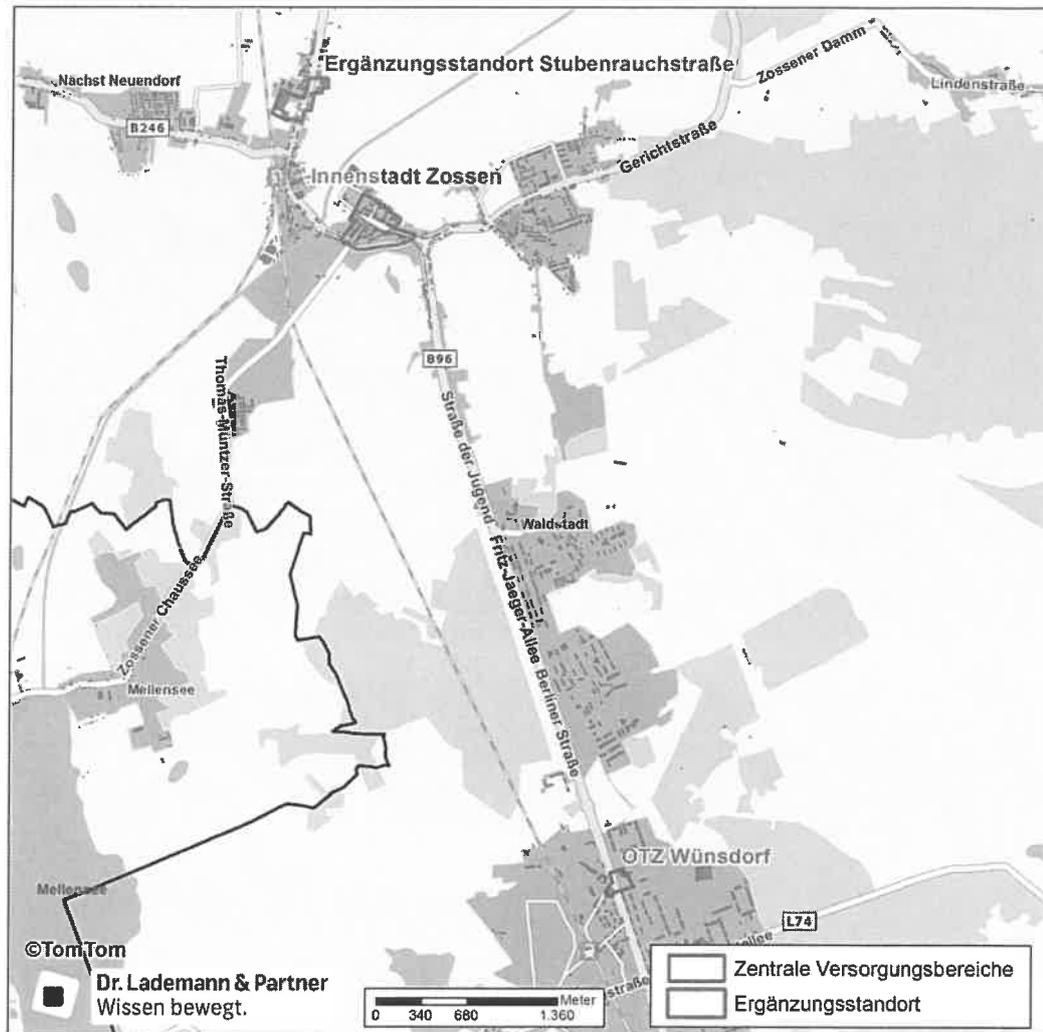 Ergänzungsstandort Stubenrauchstraße
Zossener Damm
Nächst Neuendorf
Lindenstraße
B246
Gerichtstraße
Innenstadt Zossen
B96
Thomas-Müntzer-Straße
Straße der Jugend
Waldstadt
Fritz-Jaeger-Allee
Zossener Chaussee
Berliner Straße
Mellensee
OTZ Wünsdorf
Mellensee
L74
©TomTom
Dr. Lademann & Partner
Wissen bewegt.
Meter
0 340 680 1.360
Zentrale Versorgungsbereiche
Ergänzungsstandort